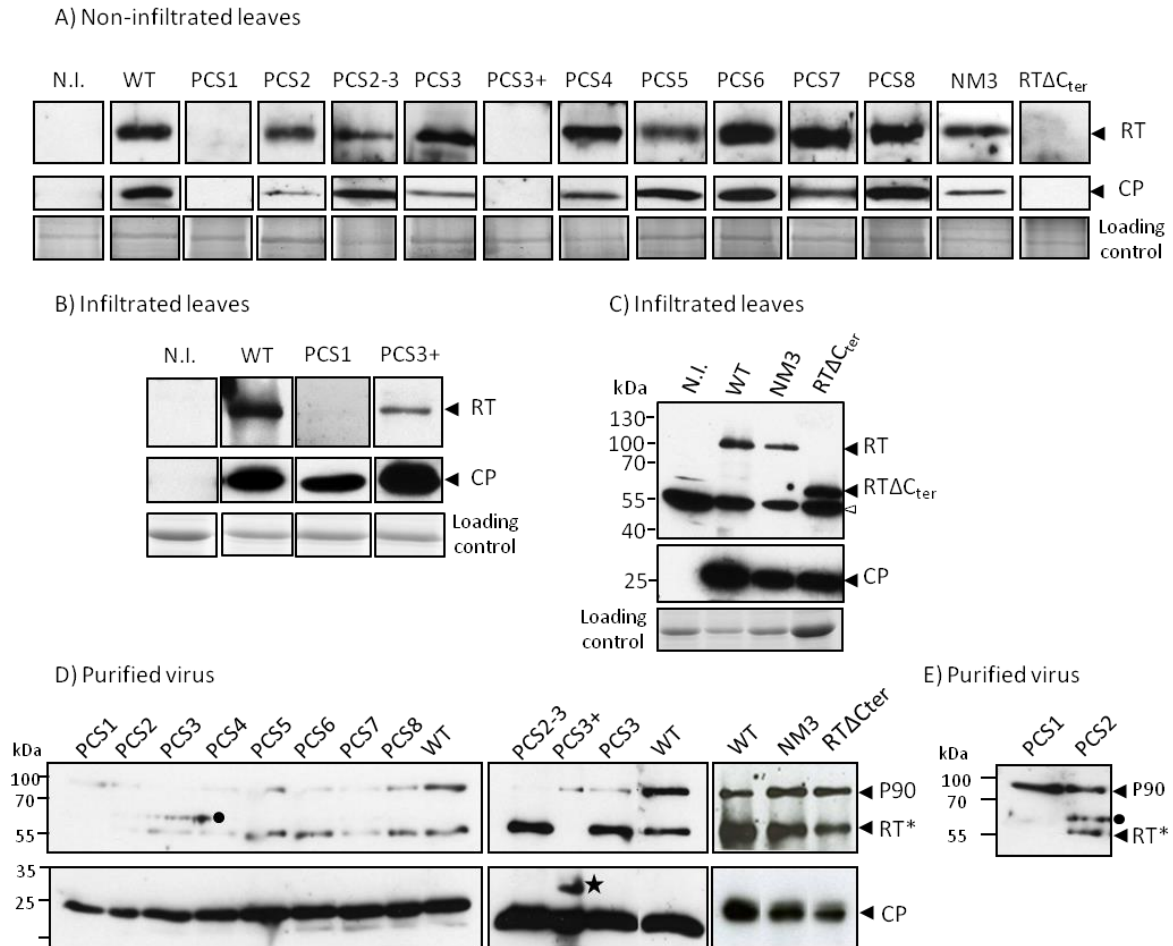 A) Non-infiltrated leaves
N.I. WT PCS1 PCS2 PCS2-3 PCS3 PCS3+ PCS4 PCS5 PCS6 PCS7 PCS8 NM3 RTΔCter
RT
CP
Loading control
B) Infiltrated leaves
N.I. WT PCS1 PCS3+
RT
CP
Loading control
C) Infiltrated leaves
kDa N.I. WT NM3 RTΔCter
130
100
70
55
40
RT
RTΔCter
25
CP
Loading control
D) Purified virus
kDa PCS1 PCS2 PCS3 PCS4 PCS5 PCS6 PCS7 PCS8 WT PCS2-3 PCS3+ PCS3 WT WT NM3 RTΔCter
100
70
55
P90
RT*
35
25
CP
E) Purified virus
kDa PCS1 PCS2
100
70
55
P90
RT*